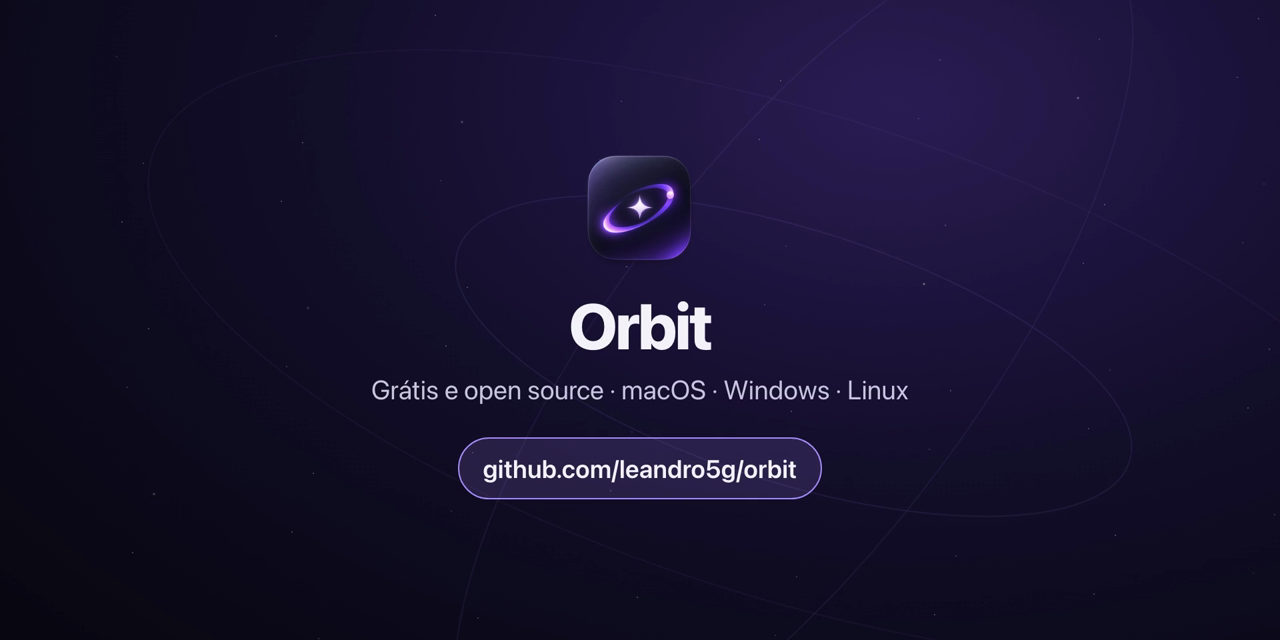 Orbit
Grátis e open source · macOS · Windows · Linux
github.com/leandro5g/orbit